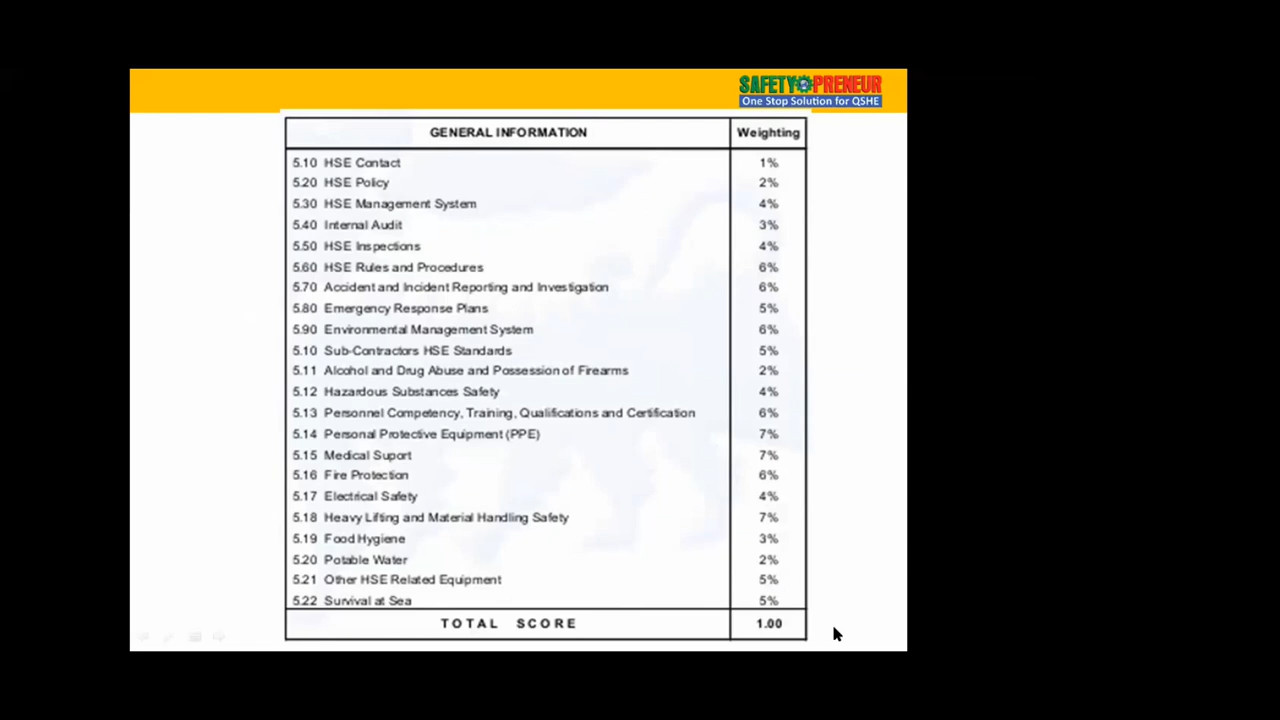 SAFETY PRENEUR
One Stop Solution for QSHE
GENERAL INFORMATION Weighting
5.10 HSE Contact 1%
5.20 HSE Policy 2%
5.30 HSE Management System 4%
5.40 Internal Audit 3%
5.50 HSE Inspections 4%
5.60 HSE Rules and Procedures 6%
5.70 Accident and Incident Reporting and Investigation 6%
5.80 Emergency Response Plans 5%
5.90 Environmental Management System 6%
5.10 Sub-Contractors HSE Standards 5%
5.11 Alcohol and Drug Abuse and Possession of Firearms 2%
5.12 Hazardous Substances Safety 4%
5.13 Personnel Competency, Training, Qualifications and Certification 6%
5.14 Personal Protective Equipment (PPE) 7%
5.15 Medical Suport 7%
5.16 Fire Protection 6%
5.17 Electrical Safety 4%
5.18 Heavy Lifting and Material Handling Safety 7%
5.19 Food Hygiene 3%
5.20 Potable Water 2%
5.21 Other HSE Related Equipment 5%
5.22 Survival at Sea 5%
TOTAL SCORE 1.00